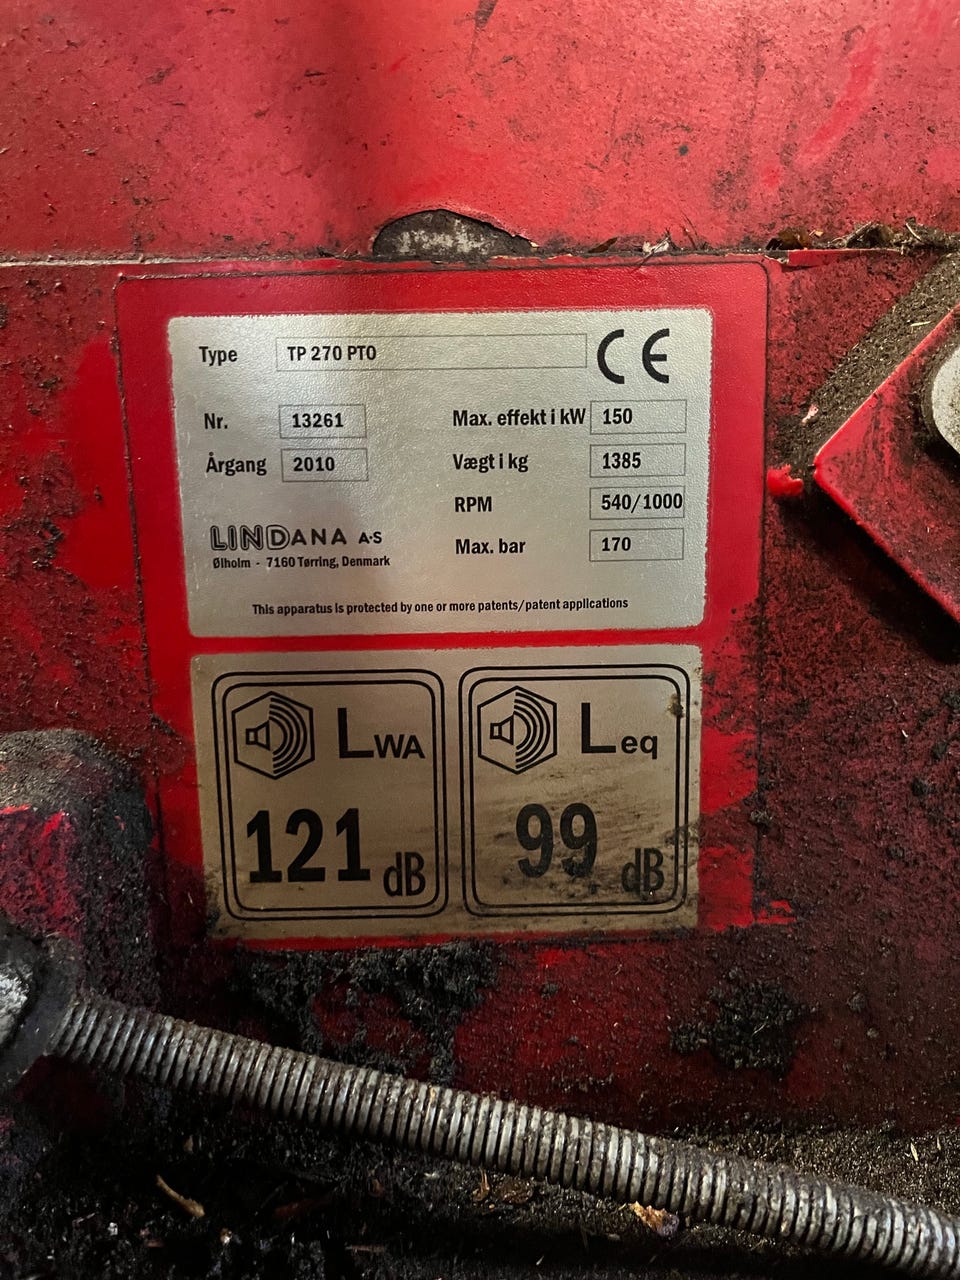 Type TP 270 PTO CE
Nr. 13261 Max. effekt i kW 150
Årgang 2010 Vægt i kg 1385
RPM 540/1000
LINDANA A·S Max. bar 170
Ølholm - 7160 Tørring, Denmark
This apparatus is protected by one or more patents/patent applications
LWA Leq
121 dB 99 dB